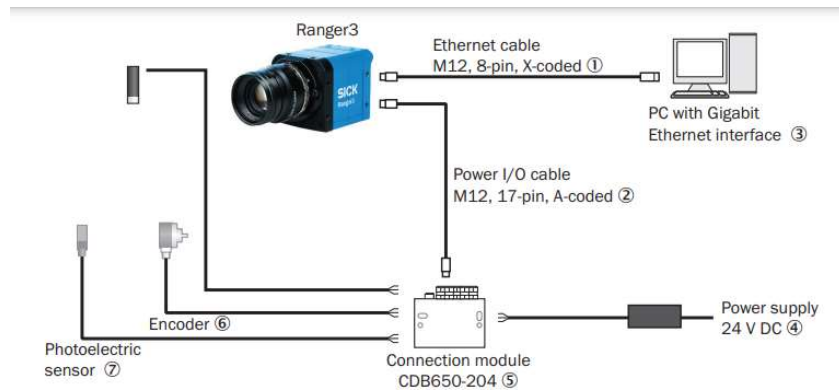 Ranger3
Ethernet cable
M12, 8-pin, X-coded ①
SICK
Ranger3
PC with Gigabit
Ethernet interface ③
Power I/O cable
M12, 17-pin, A-coded ②
Encoder ⑥
Power supply
24 V DC ④
Photoelectric
sensor ⑦
Connection module
CDB650-204 ⑤